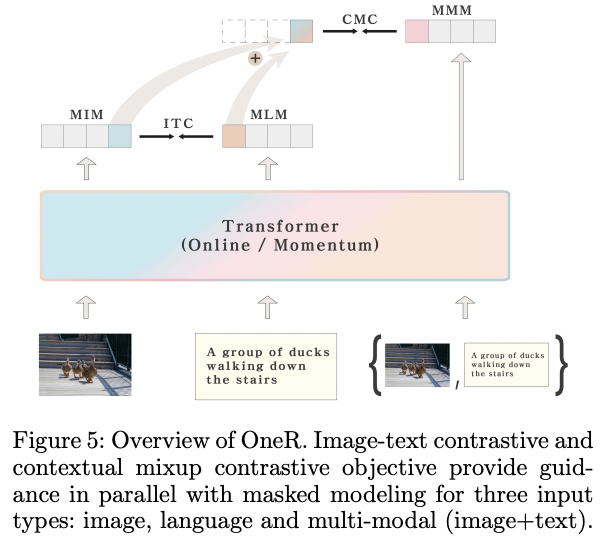 CMC
MMM
+
MIM
ITC
MLM
Transformer
(Online / Momentum)
A group of ducks
walking down
the stairs
{
,
A group of ducks
walking down
the stairs
}
Figure 5: Overview of OneR. Image-text contrastive and
contextual mixup contrastive objective provide guid-
ance in parallel with masked modeling for three input
types: image, language and multi-modal (image+text).